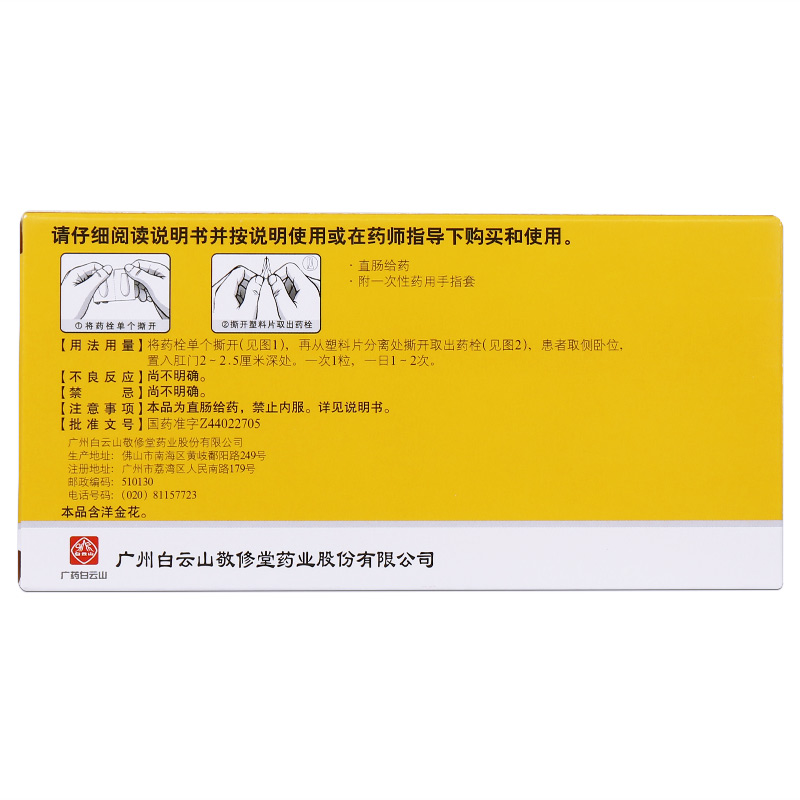 请仔细阅读说明书并按说明使用或在药师指导下购买和使用。
①将药栓单个撕开
②撕开塑料片取出药栓
·直肠给药
·附一次性药用手指套
【用法用量】将药栓单个撕开(见图1)，再从塑料片分离处撕开取出药栓(见图2)，患者取侧卧位，
置入肛门2－2.5厘米深处。一次1粒，一日1－2次。
【不良反应】尚不明确。
【禁 忌】尚不明确。
【注意事项】本品为直肠给药，禁止内服。详见说明书。
【批准文号】国药准字Z44022705
广州白云山敬修堂药业股份有限公司
生产地址：佛山市南海区黄岐鄱阳路249号
注册地址：广州市荔湾区人民南路179号
邮政编码：510130
电话号码：(020) 81157723
本品含洋金花。
白云山
广药白云山
广州白云山敬修堂药业股份有限公司